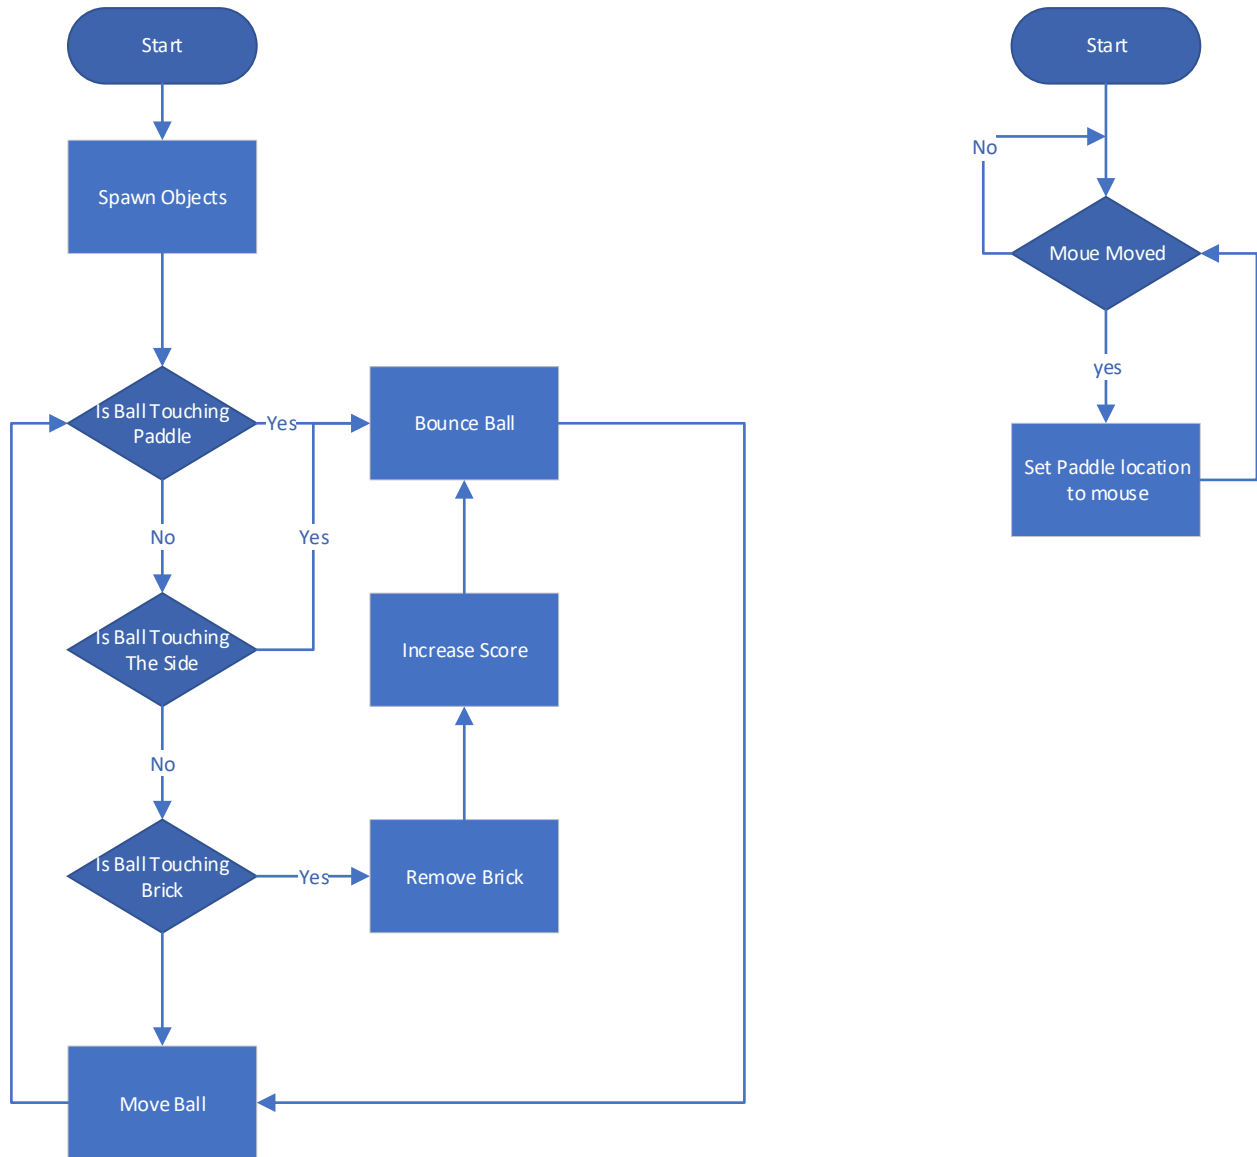 Start
Spawn Objects
Is Ball Touching
Paddle
Yes
Bounce Ball
No
Yes
Is Ball Touching
The Side
Increase Score
No
Is Ball Touching
Brick
Yes
Remove Brick
Move Ball
Start
No
Moue Moved
yes
Set Paddle location
to mouse